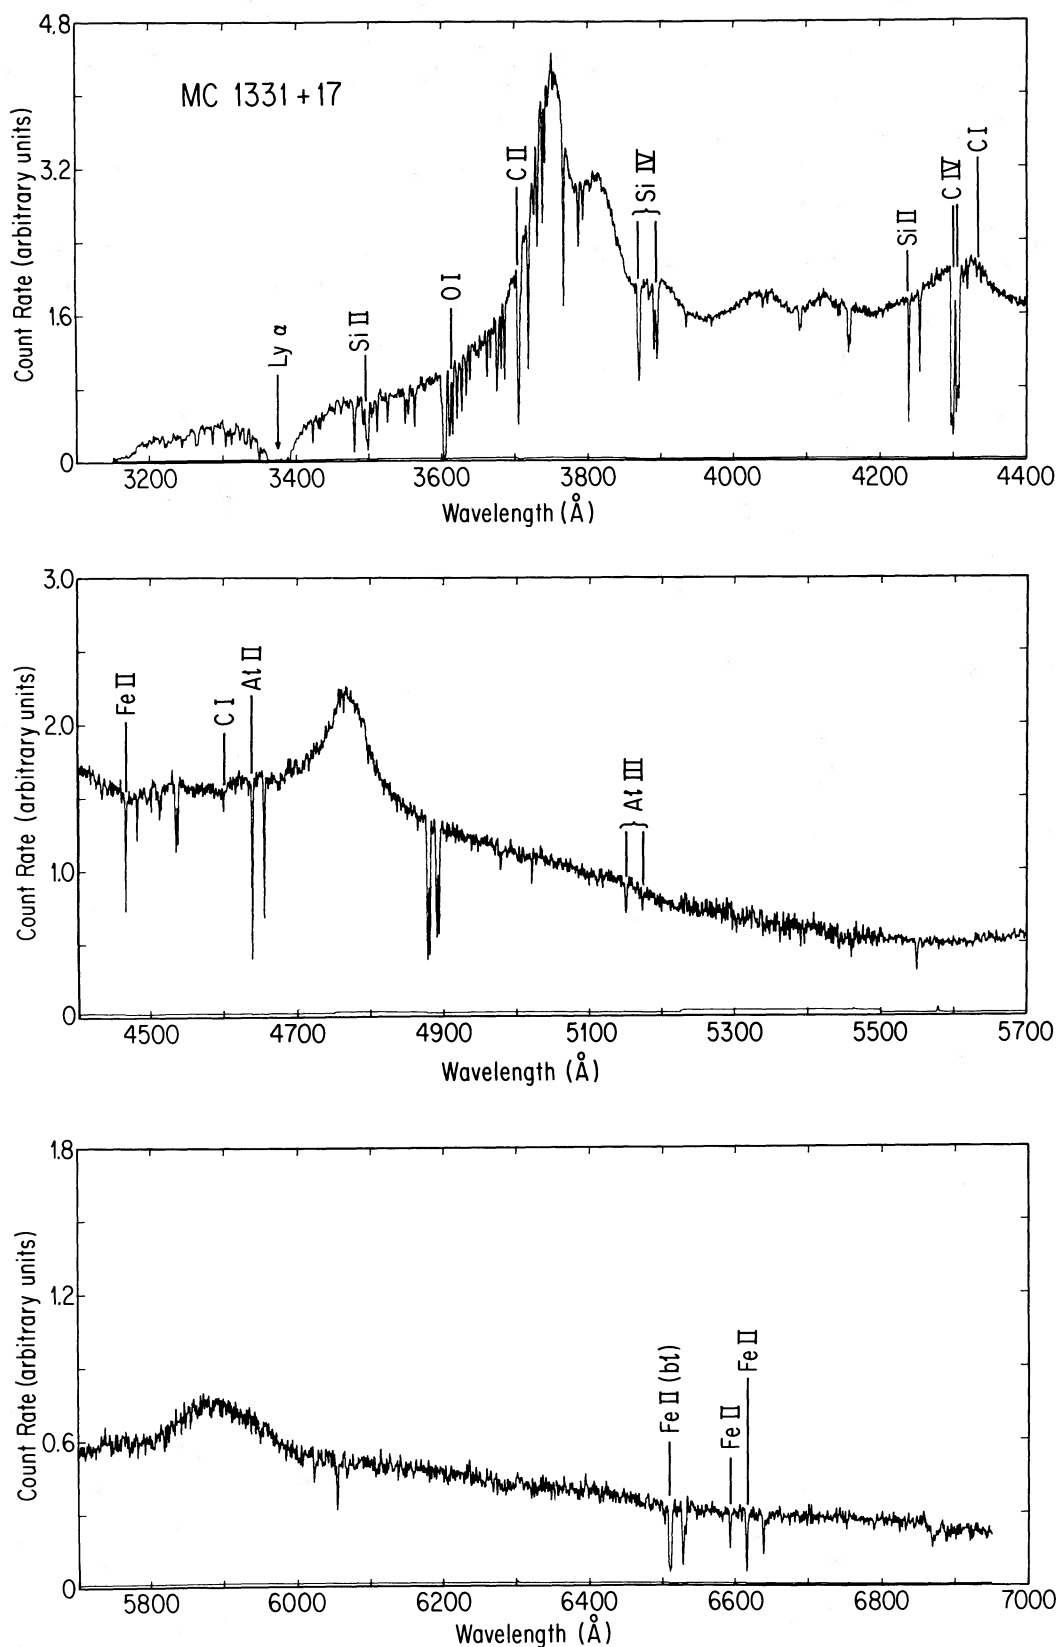 4.8
MC 1331+17
3.2
1.6
0
Count Rate (arbitrary units)
Ly α
Si II
O I
C II
} Si IV
Si II
C IV
C I
3200 3400 3600 3800 4000 4200 4400
Wavelength (Å)
3.0
2.0
1.0
0
Count Rate (arbitrary units)
Fe II
C I
Al II
} Al III
4500 4700 4900 5100 5300 5500 5700
Wavelength (Å)
1.8
1.2
0.6
0
Count Rate (arbitrary units)
Fe II (bl)
Fe II
Fe II
5800 6000 6200 6400 6600 6800 7000
Wavelength (Å)